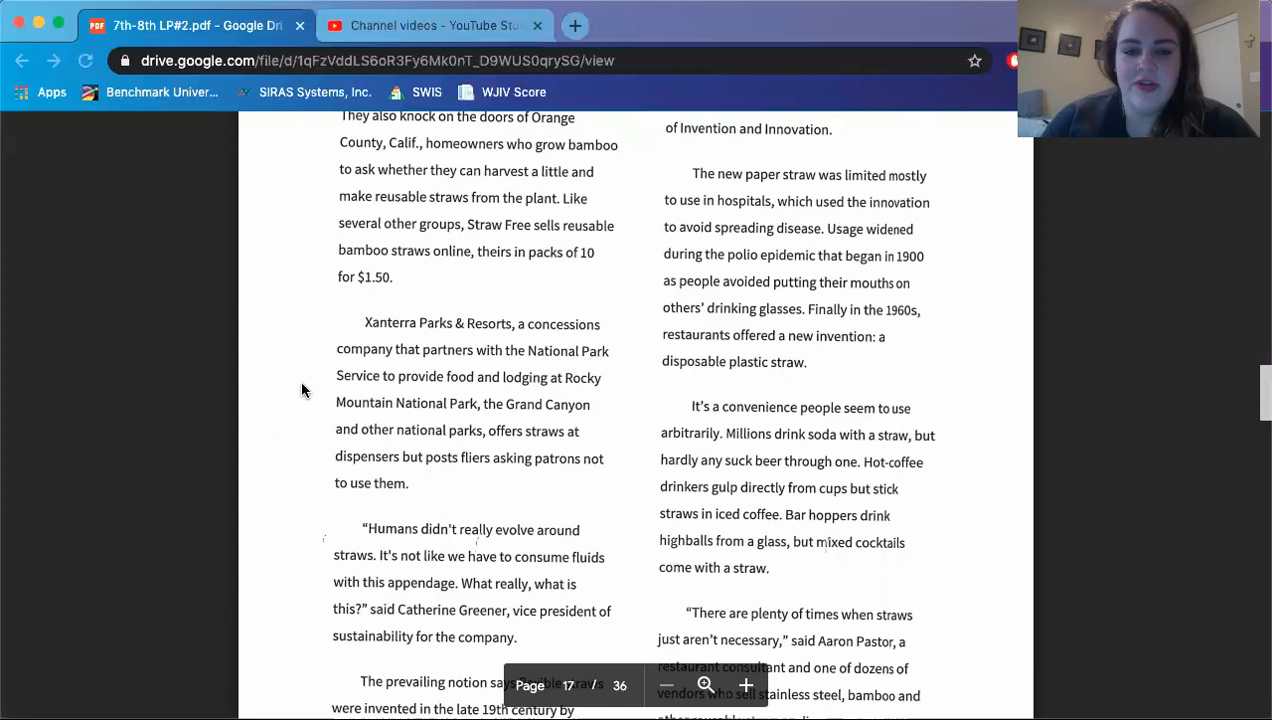 7th-8th LP#2.pdf - Google Dri
Channel videos - YouTube Stu
drive.google.com/file/d/1qFzVddLS6oR3Fy6Mk0nT_D9WUS0qrySG/view
Apps
Benchmark Univer...
SIRAS Systems, Inc.
SWIS
WJIV Score
They also knock on the doors of Orange
County, Calif., homeowners who grow bamboo
to ask whether they can harvest a little and
make reusable straws from the plant. Like
several other groups, Straw Free sells reusable
bamboo straws online, theirs in packs of 10
for $1.50.
Xanterra Parks & Resorts, a concessions
company that partners with the National Park
Service to provide food and lodging at Rocky
Mountain National Park, the Grand Canyon
and other national parks, offers straws at
dispensers but posts fliers asking patrons not
to use them.
“Humans didn't really evolve around
straws. It's not like we have to consume fluids
with this appendage. What really, what is
this?” said Catherine Greener, vice president of
sustainability for the company.
The prevailing notion says flexible straws
were invented in the late 19th century by
of Invention and Innovation.
The new paper straw was limited mostly
to use in hospitals, which used the innovation
to avoid spreading disease. Usage widened
during the polio epidemic that began in 1900
as people avoided putting their mouths on
others’ drinking glasses. Finally in the 1960s,
restaurants offered a new invention: a
disposable plastic straw.
It’s a convenience people seem to use
arbitrarily. Millions drink soda with a straw, but
hardly any suck beer through one. Hot-coffee
drinkers gulp directly from cups but stick
straws in iced coffee. Bar hoppers drink
highballs from a glass, but mixed cocktails
come with a straw.
“There are plenty of times when straws
just aren’t necessary,” said Aaron Pastor, a
restaurant consultant and one of dozens of
vendors who sell stainless steel, bamboo and
Page 17 / 36